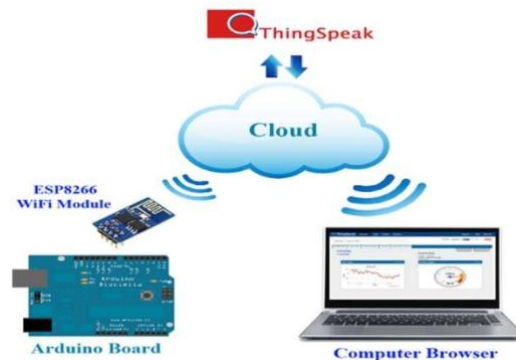 ThingSpeak
Cloud
ESP8266
WiFi Module
Arduino Board
Computer Browser